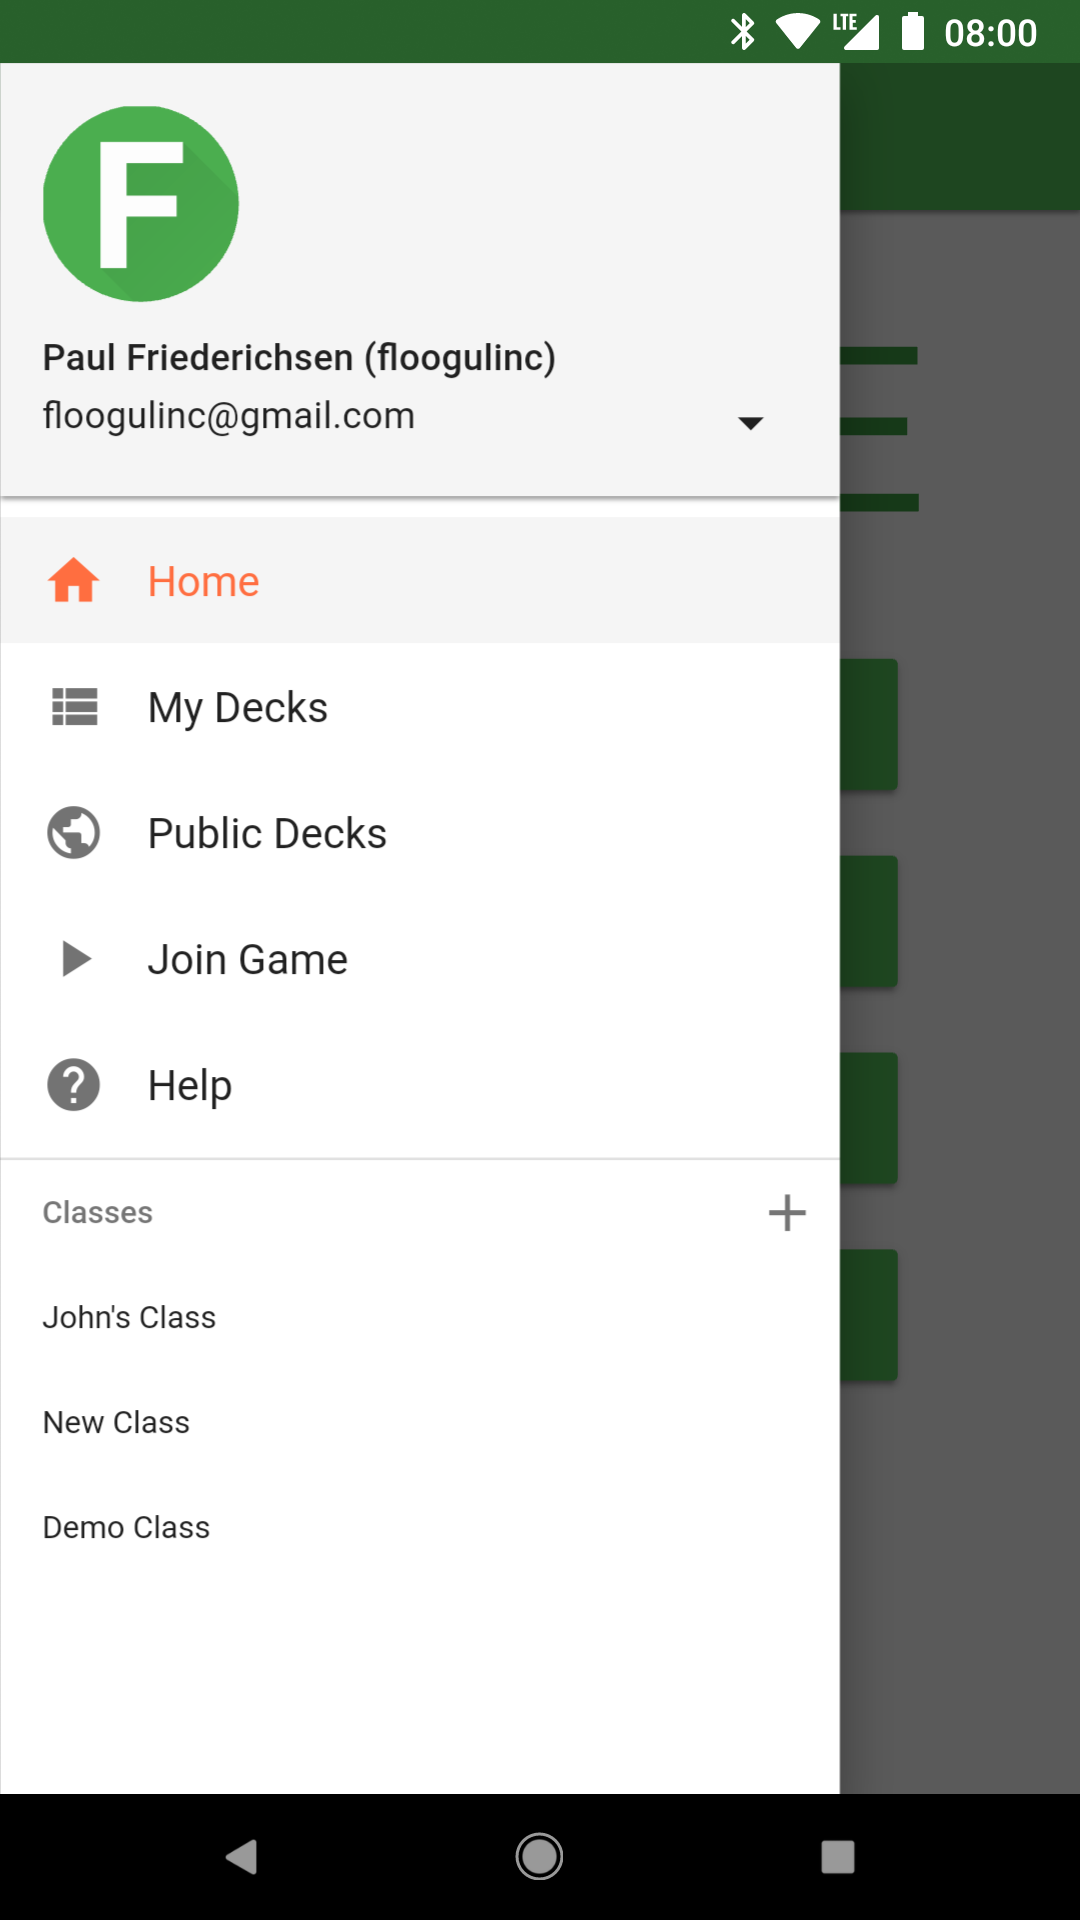 LTE 08:00
F
Paul Friederichsen (floogulinc)
floogulinc@gmail.com
Home
My Decks
Public Decks
Join Game
Help
Classes
John's Class
New Class
Demo Class